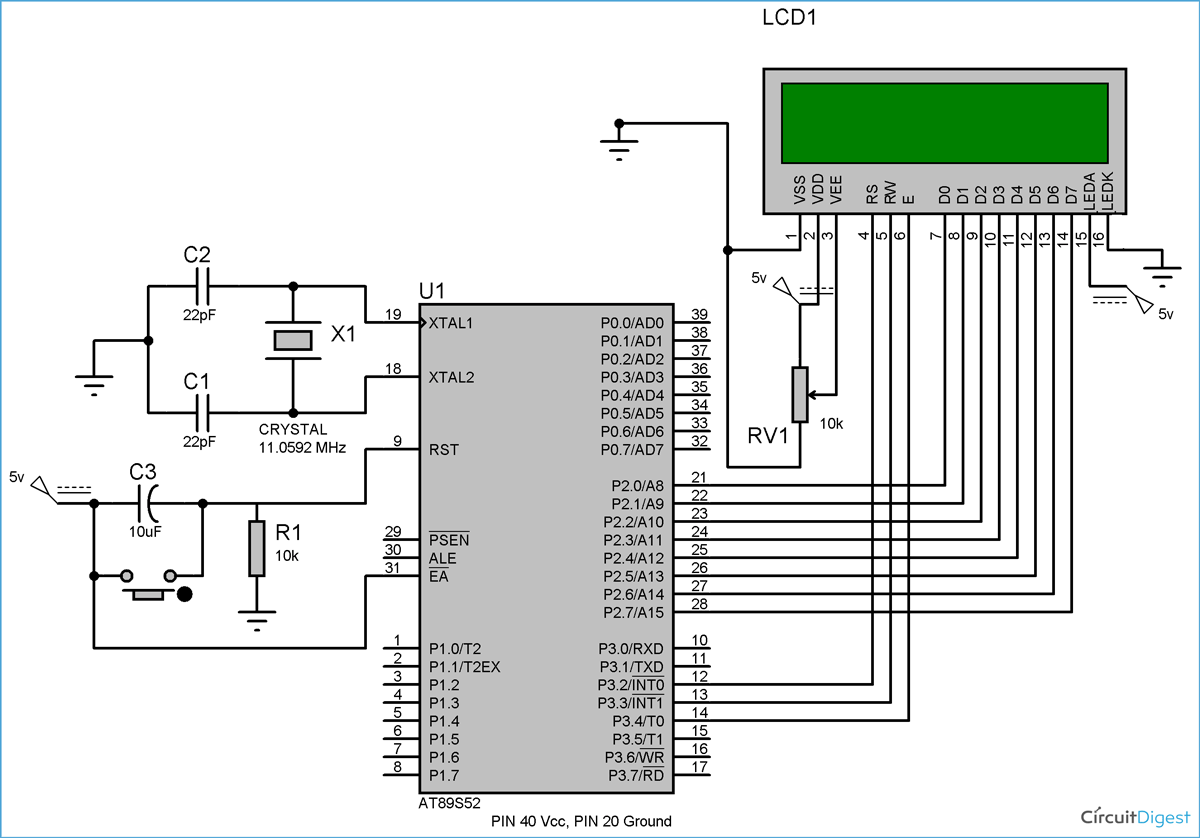 LCD1
VSS
VDD
VEE
RS
RW
E
D0
D1
D2
D3
D4
D5
D6
D7
LEDA
LEDK
1
2
3
4
5
6
7
8
9
10
11
12
13
14
15
16
5v
5v
RV1
10k
C2
22pF
X1
C1
22pF
CRYSTAL
11.0592 MHz
5v
C3
10uF
R1
10k
U1
19 XTAL1
18 XTAL2
9 RST
29 PSEN
30 ALE
31 EA
1 P1.0/T2
2 P1.1/T2EX
3 P1.2
4 P1.3
5 P1.4
6 P1.5
7 P1.6
8 P1.7
P0.0/AD0 39
P0.1/AD1 38
P0.2/AD2 37
P0.3/AD3 36
P0.4/AD4 35
P0.5/AD5 34
P0.6/AD6 33
P0.7/AD7 32
P2.0/A8 21
P2.1/A9 22
P2.2/A10 23
P2.3/A11 24
P2.4/A12 25
P2.5/A13 26
P2.6/A14 27
P2.7/A15 28
P3.0/RXD 10
P3.1/TXD 11
P3.2/INT0 12
P3.3/INT1 13
P3.4/T0 14
P3.5/T1 15
P3.6/WR 16
P3.7/RD 17
AT89S52
PIN 40 Vcc, PIN 20 Ground
CircuitDigest